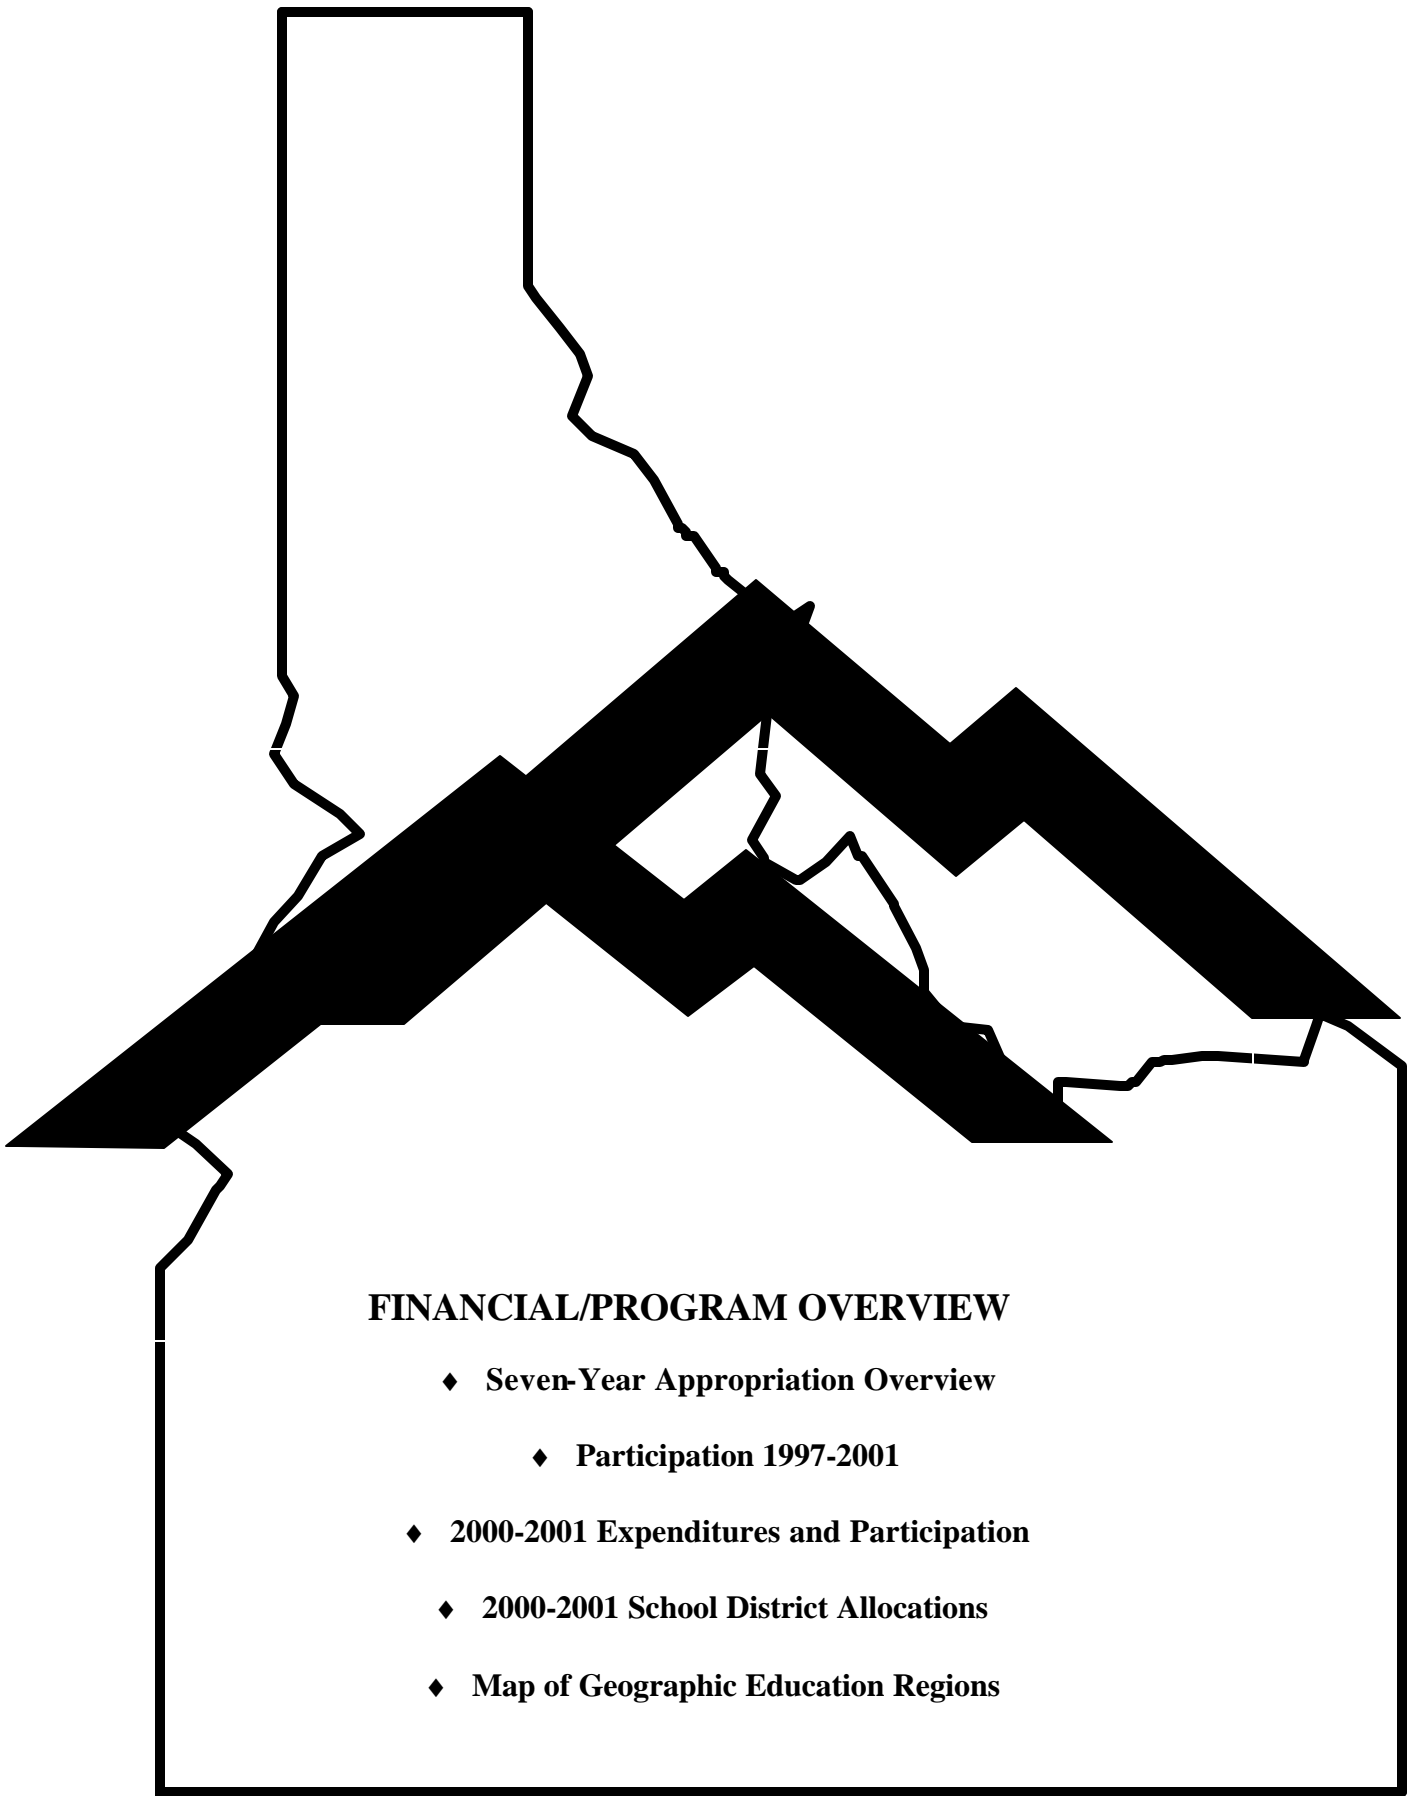 FINANCIAL/PROGRAM OVERVIEW
♦ Seven-Year Appropriation Overview
♦ Participation 1997-2001
♦ 2000-2001 Expenditures and Participation
♦ 2000-2001 School District Allocations
♦ Map of Geographic Education Regions